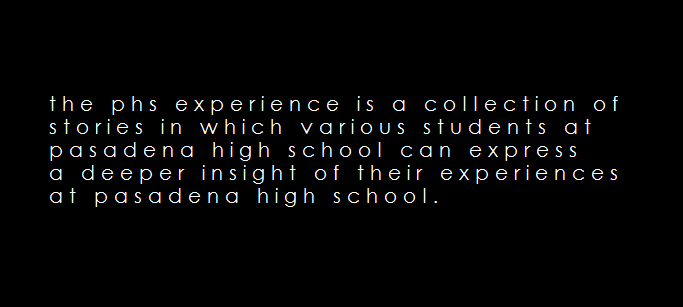 the phs experience is a collection of
stories in which various students at
pasadena high school can express
a deeper insight of their experiences
at pasadena high school.